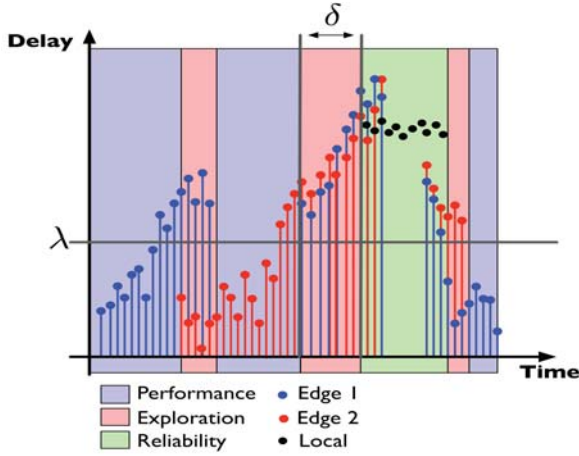 δ
Delay
λ
Time
Performance
Edge 1
Exploration
Edge 2
Reliability
Local